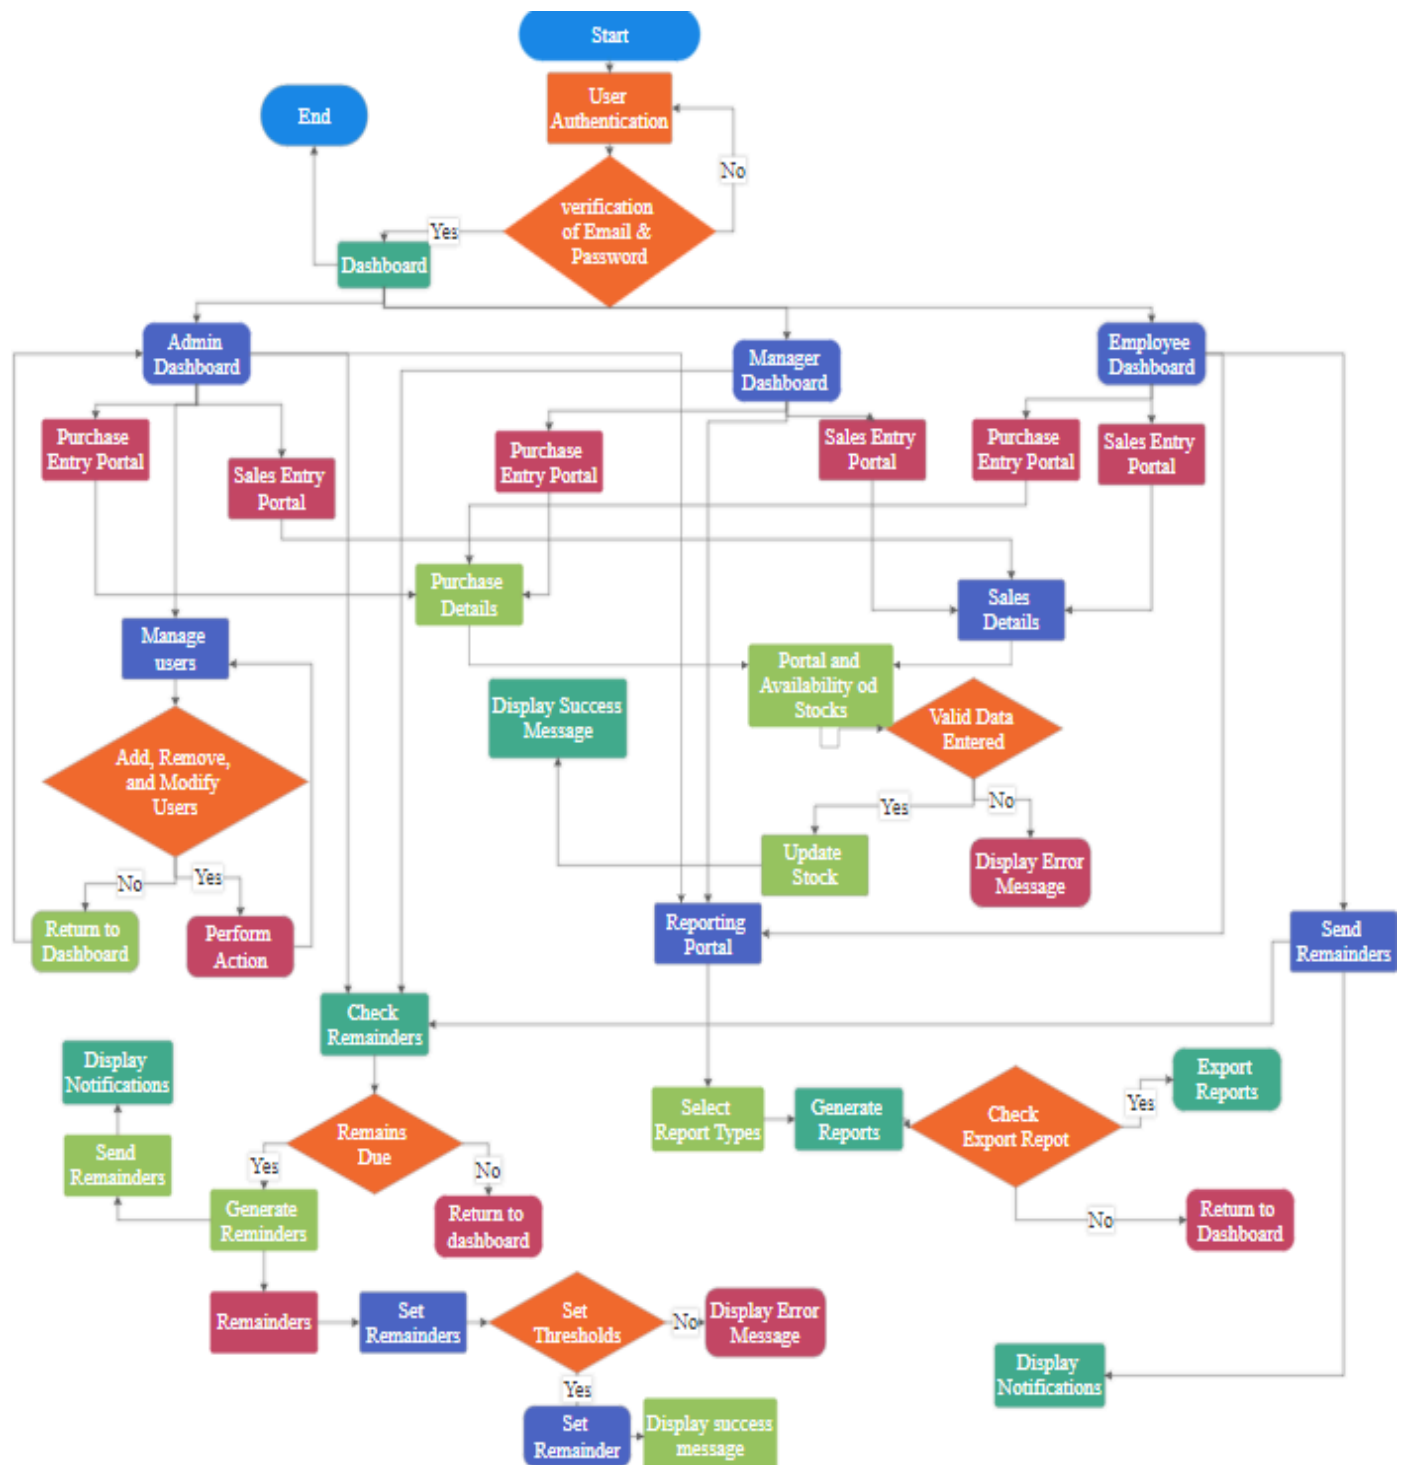 Start
User
Authentication
End
No
verification
of Email &
Password
Yes
Dashboard
Admin
Dashboard
Manager
Dashboard
Employee
Dashboard
Purchase
Entry Portal
Sales Entry
Portal
Purchase
Entry Portal
Sales Entry
Portal
Purchase
Entry Portal
Sales Entry
Portal
Purchase
Details
Sales
Details
Manage
users
Portal and
Availability od
Stocks
Display Success
Message
Valid Data
Entered
Add, Remove,
and Modify
Users
Yes
No
Update
Stock
Display Error
Message
No
Yes
Return to
Dashboard
Perform
Action
Reporting
Portal
Send
Remainders
Check
Remainders
Display
Notifications
Export
Reports
Select
Report Types
Generate
Reports
Check
Export Repot
Yes
Remains
Due
Send
Remainders
Yes
No
Generate
Reminders
Return to
dashboard
No
Return to
Dashboard
Remainders
Set
Remainders
Set
Thresholds
No
Display Error
Message
Display
Notifications
Yes
Set
Remainder
Display success
message